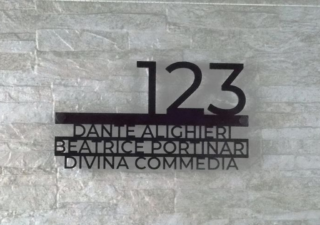 123
DANTE ALIGHIERI
BEATRICE PORTINARI
DIVINA COMMEDIA